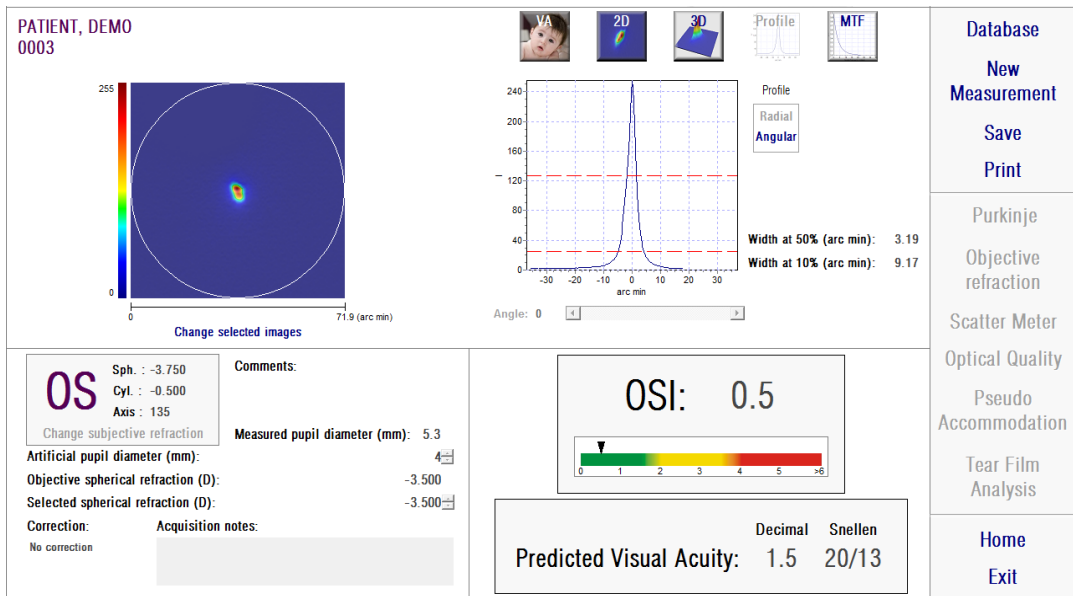 PATIENT, DEMO
0003
VA
2D
3D
Profile
MTF
255
0
0
71.9 (arc min)
Change selected images
240
200
160
120
80
40
0
I
-30 -20 -10 0 10 20 30
arc min
Profile
Radial
Angular
Width at 50% (arc min): 3.19
Width at 10% (arc min): 9.17
Angle: 0
OS
Sph. : -3.750
Cyl. : -0.500
Axis : 135
Change subjective refraction
Comments:
Measured pupil diameter (mm): 5.3
Artificial pupil diameter (mm): 4
Objective spherical refraction (D): -3.500
Selected spherical refraction (D): -3.500
Correction:
No correction
Acquisition notes:
OSI: 0.5
0 1 2 3 4 5 >6
Decimal Snellen
Predicted Visual Acuity: 1.5 20/13
Database
New
Measurement
Save
Print
Purkinje
Objective
refraction
Scatter Meter
Optical Quality
Pseudo
Accommodation
Tear Film
Analysis
Home
Exit